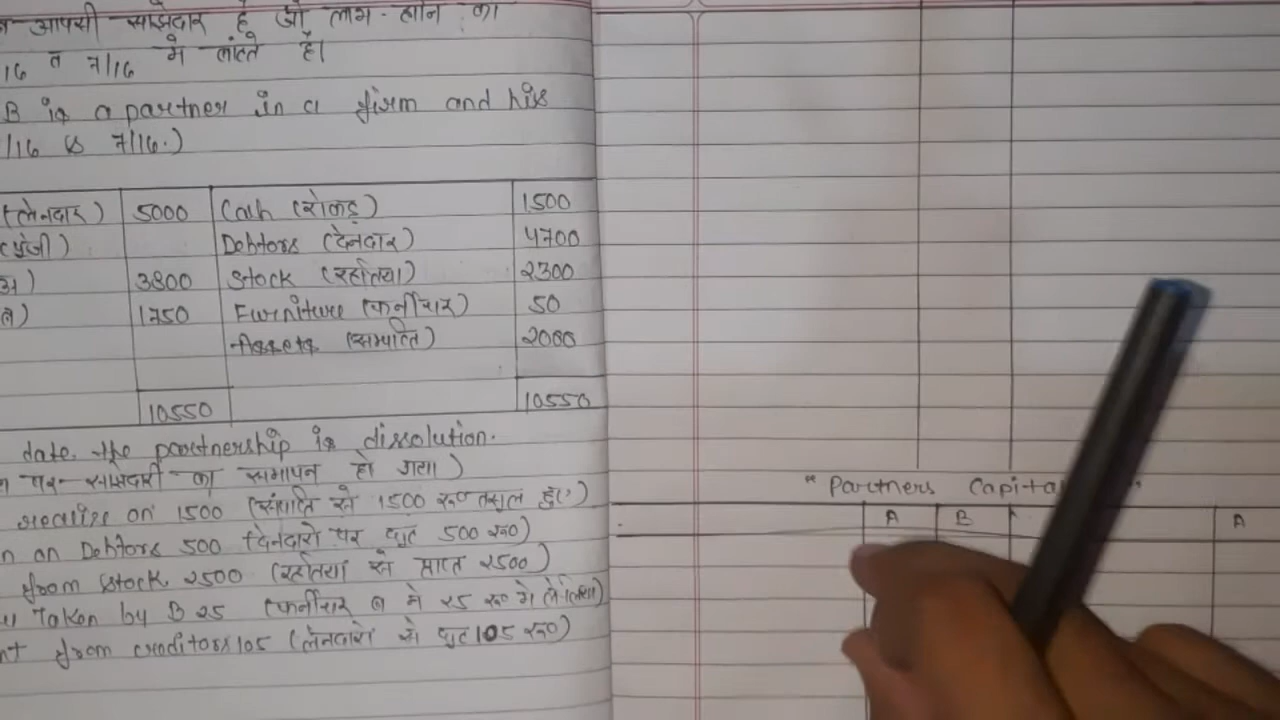 आपसी साझेदार है जो लाभ-हानि का
16 व 7/16 में बांटते हैं।
B is a partner in a firm and his
/16 & 7/16.)
(लेनदार) 5000 Cash (रोकड़) 1500
(पूंजी) Debtors (देनदार) 4700
अ) 3800 Stock (रहतिया) 2300
ब) 1750 Furniture (फर्नीचर) 50
Assets (सम्पत्ति) 2000
10550 10550
date the partnership is dissolution.
पर साझेदारी का समापन हो गया)
realise on 1500 (संपत्ति से 1500 रू० वसूल हुए)
n on Debtors 500 (देनदारो पर छुट 500 रू०)
from Stock 2500 (रहतिया से प्राप्त 2500)
Taken by B 25 (फर्नीचर ब ने 25 रू० मे ले लिया)
nt from creditors 105 (लेनदारो से छुट 105 रू०)
" Partners Capita
A B A